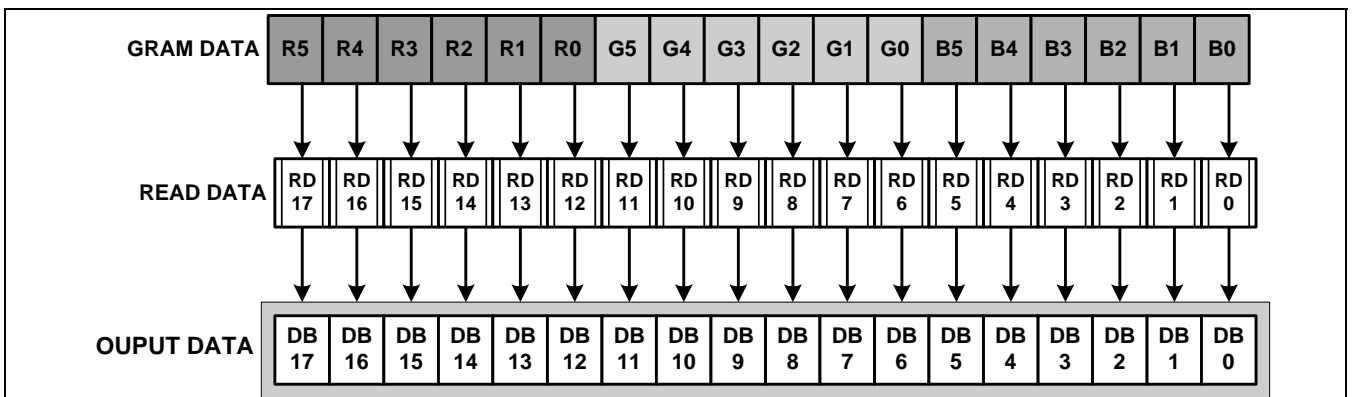 GRAM DATA R5 R4 R3 R2 R1 R0 G5 G4 G3 G2 G1 G0 B5 B4 B3 B2 B1 B0
READ DATA RD 17 RD 16 RD 15 RD 14 RD 13 RD 12 RD 11 RD 10 RD 9 RD 8 RD 7 RD 6 RD 5 RD 4 RD 3 RD 2 RD 1 RD 0
OUPUT DATA DB 17 DB 16 DB 15 DB 14 DB 13 DB 12 DB 11 DB 10 DB 9 DB 8 DB 7 DB 6 DB 5 DB 4 DB 3 DB 2 DB 1 DB 0